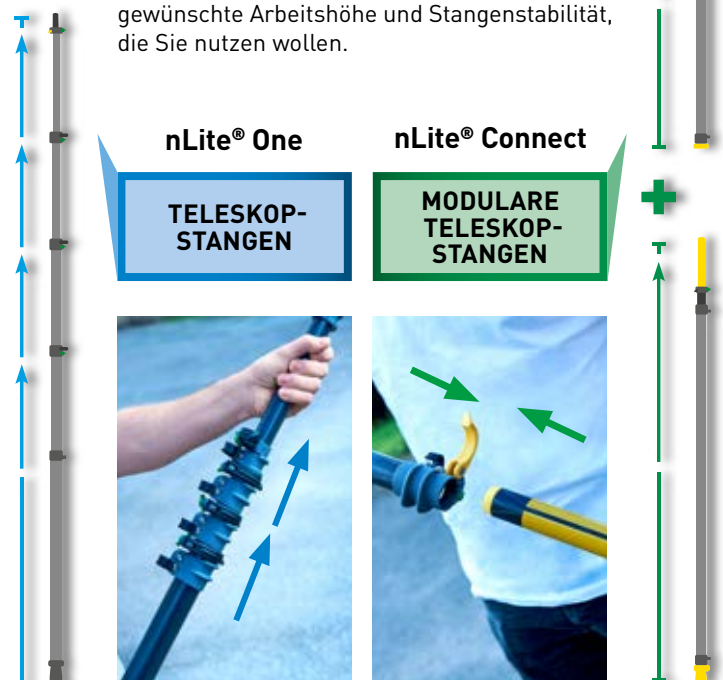 gewünschte Arbeitshöhe und Stangenstabilität,
die Sie nutzen wollen.
nLite® One
TELESKOP-
STANGEN
nLite® Connect
MODULARE
TELESKOP-
STANGEN